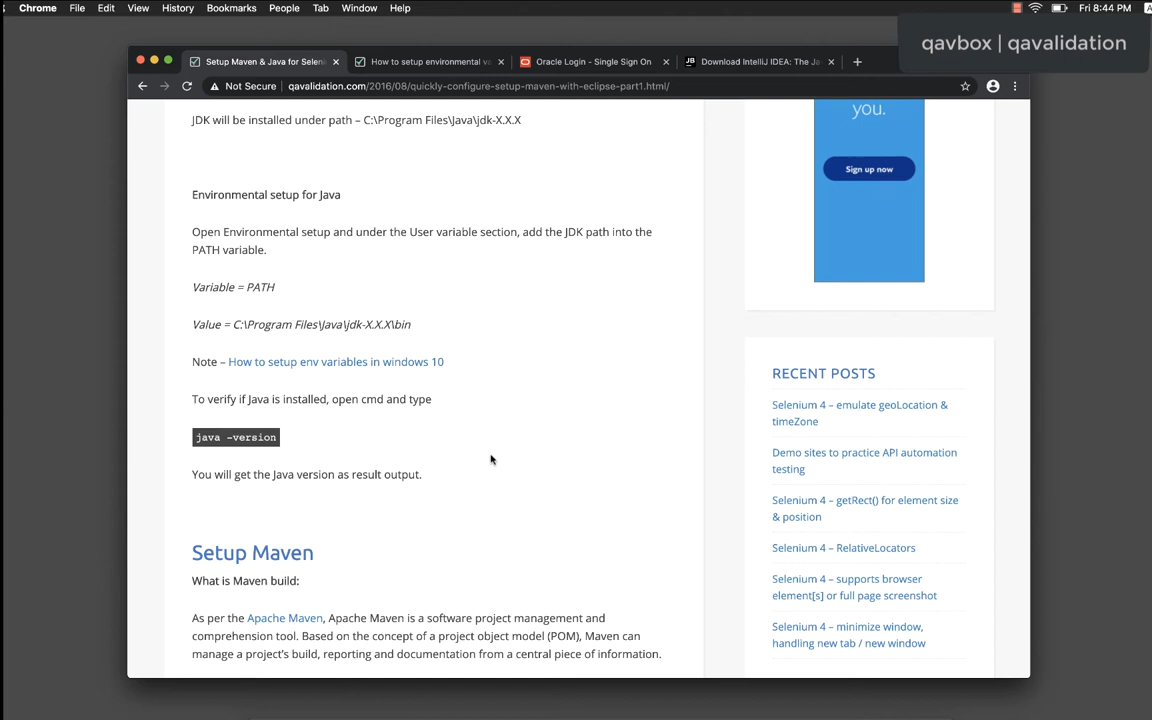 Chrome File Edit View History Bookmarks People Tab Window Help
Fri 8:44 PM
qavbox | qavalidation
Setup Maven & Java for Selen
How to setup environmental va
Oracle Login - Single Sign On
Download IntelliJ IDEA: The Ja
Not Secure | qavalidation.com/2016/08/quickly-configure-setup-maven-with-eclipse-part1.html/
JDK will be installed under path – C:\Program Files\Java\jdk-X.X.X
Environmental setup for Java
Open Environmental setup and under the User variable section, add the JDK path into the
PATH variable.
Variable = PATH
Value = C:\Program Files\Java\jdk-X.X.X\bin
Note – How to setup env variables in windows 10
To verify if Java is installed, open cmd and type
java –version
You will get the Java version as result output.
Setup Maven
What is Maven build:
As per the Apache Maven, Apache Maven is a software project management and
comprehension tool. Based on the concept of a project object model (POM), Maven can
manage a project's build, reporting and documentation from a central piece of information.
you.
Sign up now
RECENT POSTS
Selenium 4 – emulate geoLocation &
timeZone
Demo sites to practice API automation
testing
Selenium 4 – getRect() for element size
& position
Selenium 4 – RelativeLocators
Selenium 4 – supports browser
element[s] or full page screenshot
Selenium 4 – minimize window,
handling new tab / new window